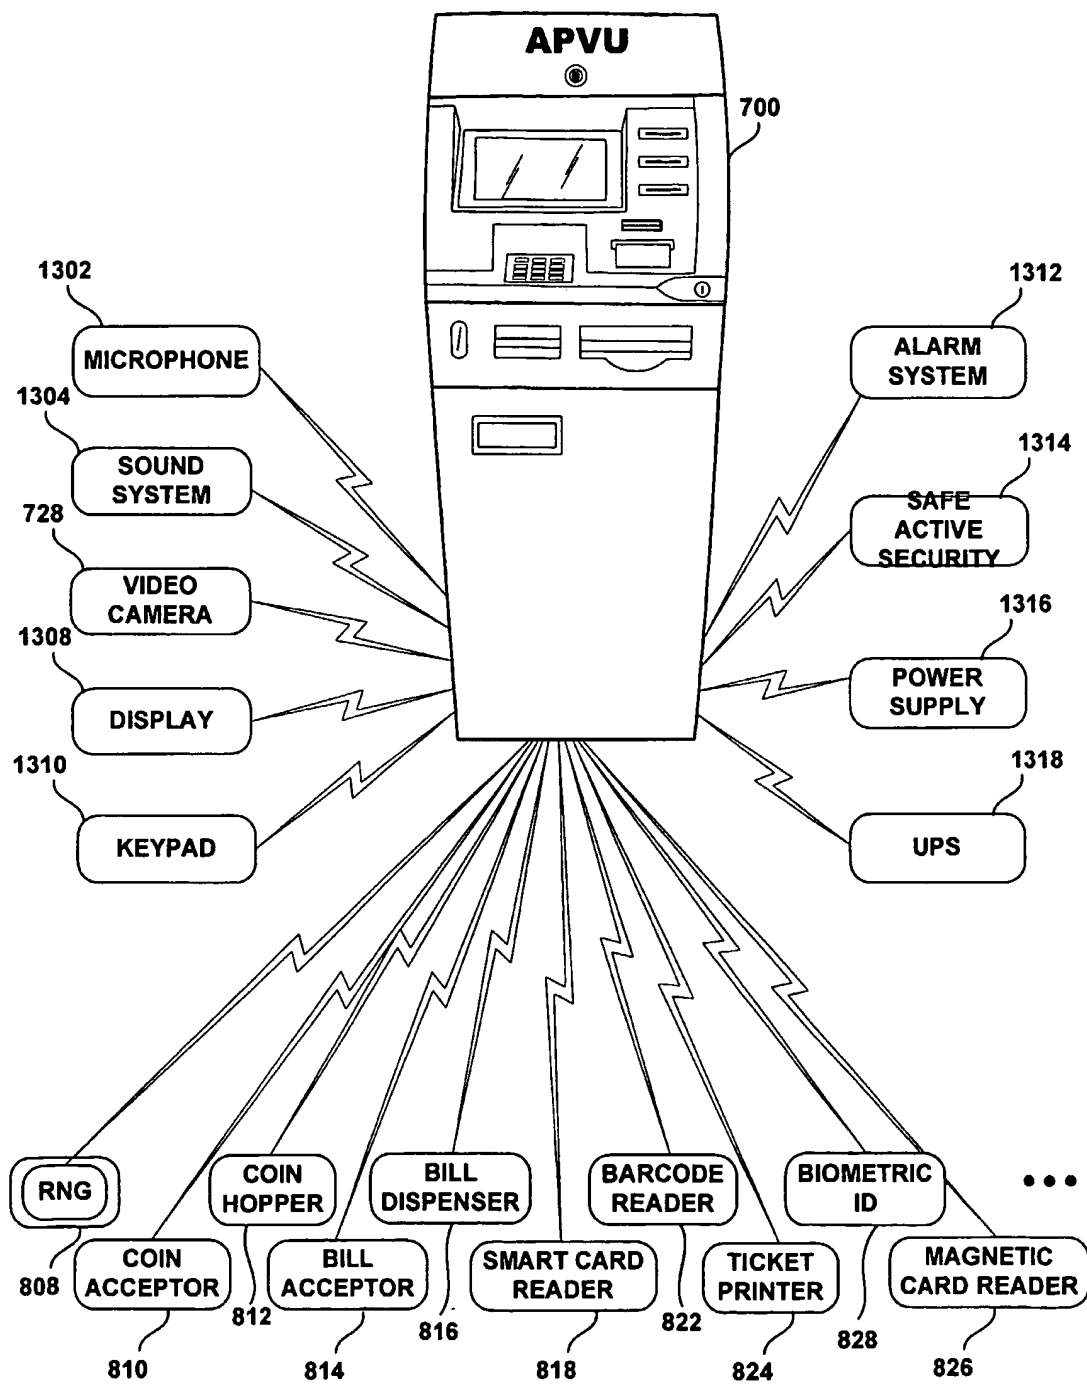 APVU
700
1302
MICROPHONE
1304
SOUND
SYSTEM
728
VIDEO
CAMERA
1308
DISPLAY
1310
KEYPAD
1312
ALARM
SYSTEM
1314
SAFE
ACTIVE
SECURITY
1316
POWER
SUPPLY
1318
UPS
RNG
808
COIN
ACCEPTOR
810
COIN
HOPPER
812
BILL
ACCEPTOR
814
BILL
DISPENSER
816
SMART CARD
READER
818
BARCODE
READER
822
TICKET
PRINTER
824
BIOMETRIC
ID
828
MAGNETIC
CARD READER
826
•••